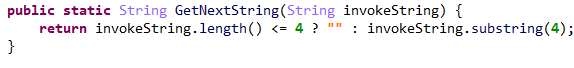 public static String GetNextString(String invokeString) {
    return invokeString.length() <= 4 ? "" : invokeString.substring(4);
}